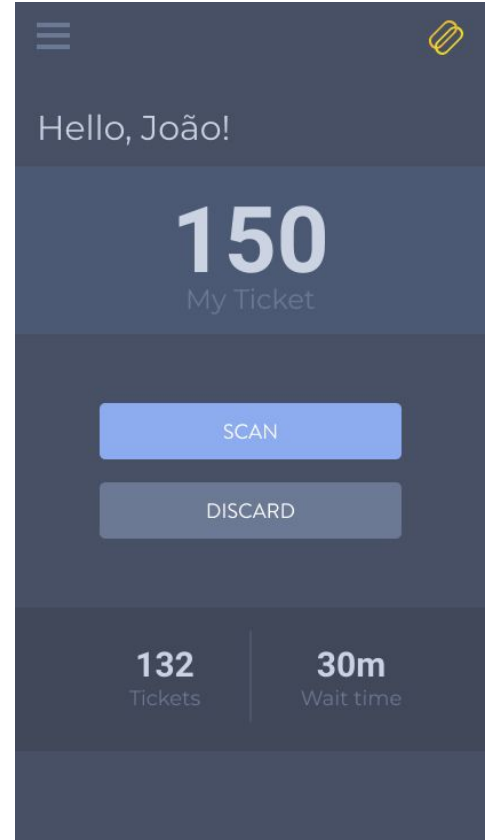 Hello, João!
150
My Ticket
SCAN
DISCARD
132 30m
Tickets Wait time